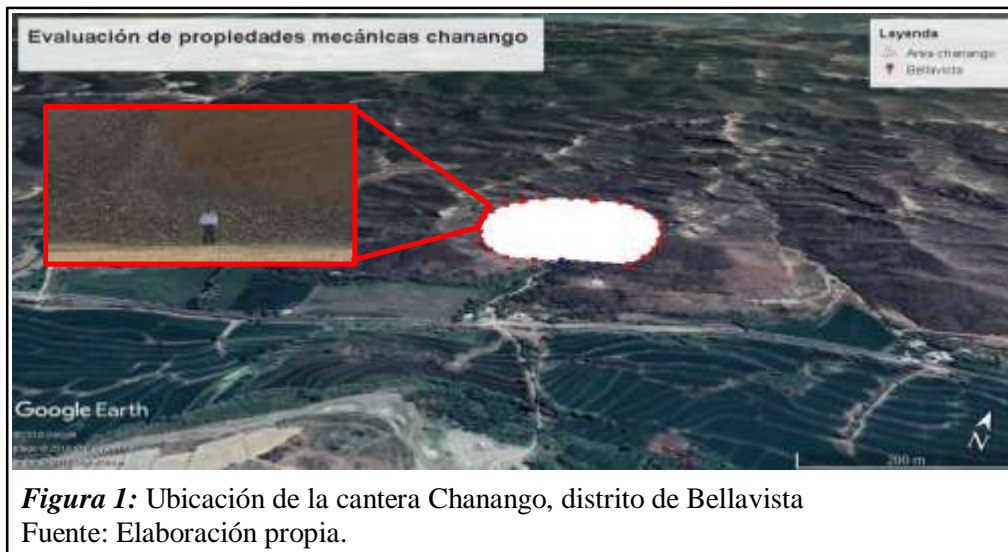 Evaluación de propiedades mecánicas chanango
Leyenda
Area chanango
Bellavista
Google Earth
N
200 m
Figura 1: Ubicación de la cantera Chanango, distrito de Bellavista
Fuente: Elaboración propia.